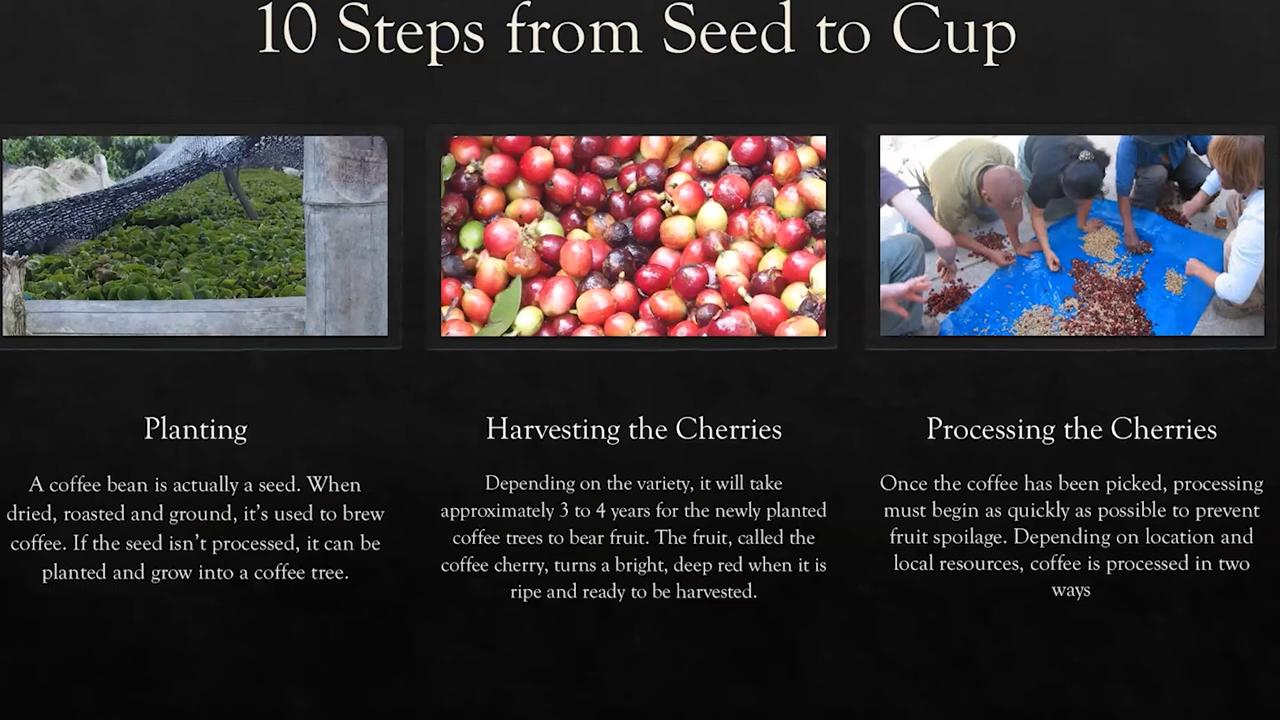 10 Steps from Seed to Cup
Planting
A coffee bean is actually a seed. When
dried, roasted and ground, it's used to brew
coffee. If the seed isn't processed, it can be
planted and grow into a coffee tree.
Harvesting the Cherries
Depending on the variety, it will take
approximately 3 to 4 years for the newly planted
coffee trees to bear fruit. The fruit, called the
coffee cherry, turns a bright, deep red when it is
ripe and ready to be harvested.
Processing the Cherries
Once the coffee has been picked, processing
must begin as quickly as possible to prevent
fruit spoilage. Depending on location and
local resources, coffee is processed in two
ways